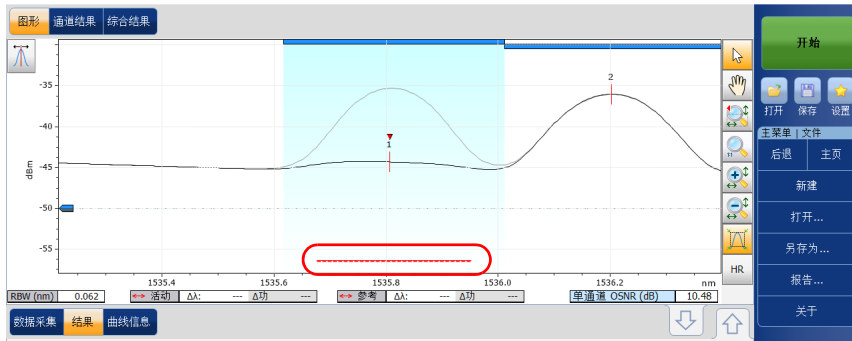 图形 通道结果 综合结果
开始
-35
-40
-45
-50
-55
dBm
1
2
1535.4 1535.6 1535.8 1536.0 1536.2 nm
HR
打开 保存 设置
主菜单 | 文件
后退 主页
新建
打开...
另存为...
报告...
关于
RBW (nm) 0.062 活动 Δλ: --- Δ功 --- 参考 Δλ: --- Δ功 --- 单通道 OSNR (dB) 10.48
数据采集 结果 曲线信息